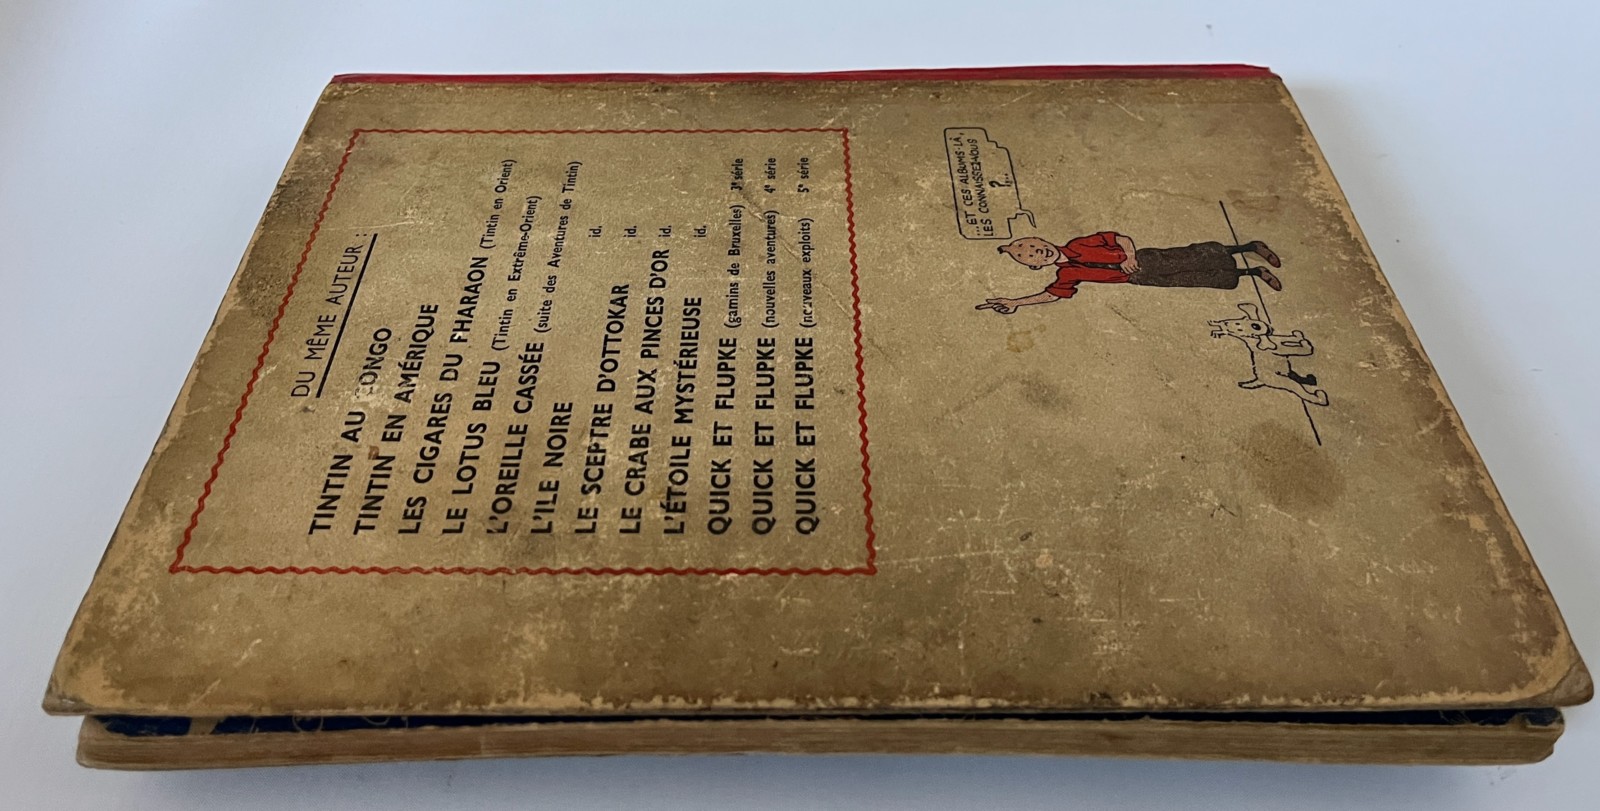 DU MÊME AUTEUR :
TINTIN AU CONGO
TINTIN EN AMÉRIQUE
LES CIGARES DU PHARAON (Tintin en Orient)
LE LOTUS BLEU (Tintin en Extrême-Orient)
L'OREILLE CASSÉE (suite des Aventures de Tintin)
L'ILE NOIRE id.
LE SCEPTRE D'OTTOKAR id.
LE CRABE AUX PINCES D'OR id.
L'ÉTOILE MYSTÉRIEUSE id.
QUICK ET FLUPKE (gamins de Bruxelles) 3e série
QUICK ET FLUPKE (nouvelles aventures) 4e série
QUICK ET FLUPKE (nouveaux exploits) 5e série
...ET CES ALBUMS-LÀ,
LES CONNAISSEZ-VOUS
?...